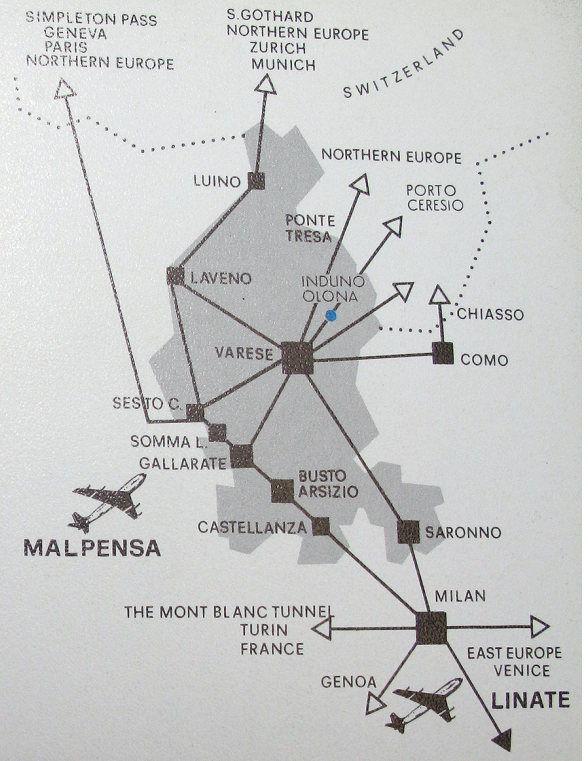 SIMPLETON PASS
GENEVA
PARIS
NORTHERN EUROPE
S.GOTHARD
NORTHERN EUROPE
ZURICH
MUNICH
SWITZERLAND
NORTHERN EUROPE
LUINO
PORTO
CERESIO
PONTE
TRESA
LAVENO
INDUNO
OLONA
CHIASSO
VARESE
COMO
SESTO C.
SOMMA L.
GALLARATE
BUSTO
ARSIZIO
CASTELLANZA
SARONNO
MALPENSA
MILAN
THE MONT BLANC TUNNEL
TURIN
FRANCE
EAST EUROPE
VENICE
GENOA
LINATE